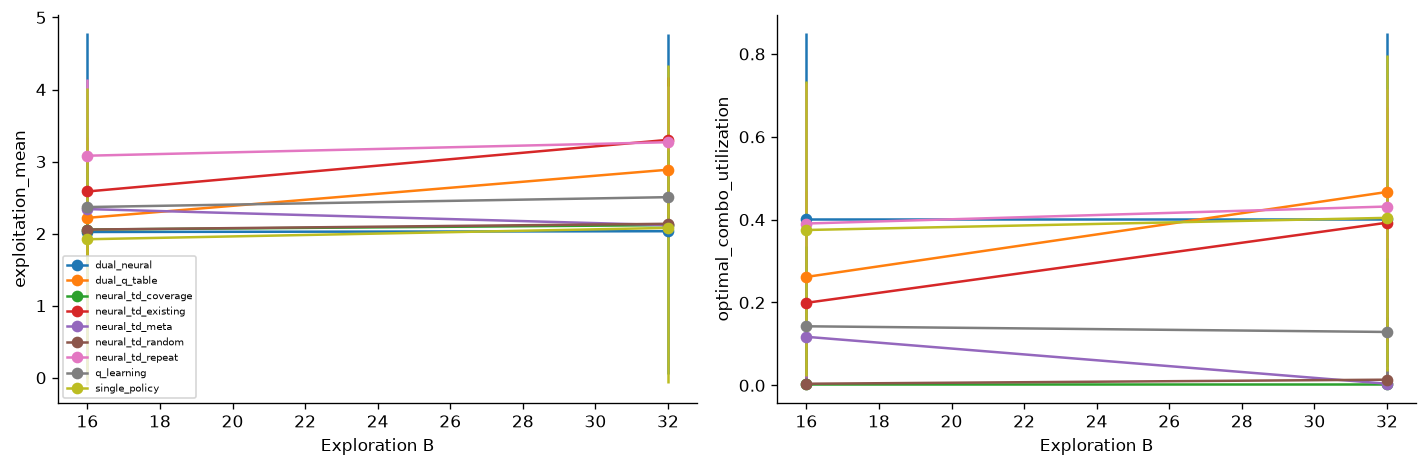 5
4
3
2
1
0
exploitation_mean
dual_neural
dual_q_table
neural_td_coverage
neural_td_existing
neural_td_meta
neural_td_random
neural_td_repeat
q_learning
single_policy
16 18 20 22 24 26 28 30 32
Exploration B
0.8
0.6
0.4
0.2
0.0
optimal_combo_utilization
16 18 20 22 24 26 28 30 32
Exploration B